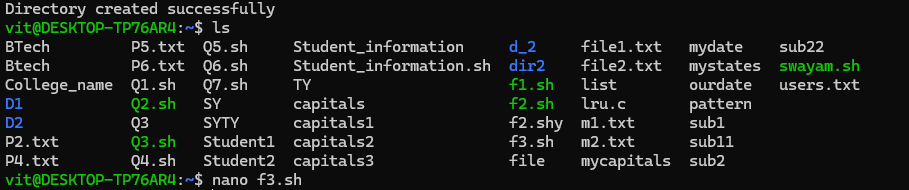 Directory created successfully
vit@DESKTOP-TP76AR4:~$ ls
BTech P5.txt Q5.sh Student_information d_2 file1.txt mydate sub22
Btech P6.txt Q6.sh Student_information.sh dir2 file2.txt mystates swayam.sh
College_name Q1.sh Q7.sh TY f1.sh list ourdate users.txt
D1 Q2.sh SY capitals f2.sh lru.c pattern
D2 Q3 SYTY capitals1 f2.shy m1.txt sub1
P2.txt Q3.sh Student1 capitals2 f3.sh m2.txt sub11
P4.txt Q4.sh Student2 capitals3 file mycapitals sub2
vit@DESKTOP-TP76AR4:~$ nano f3.sh